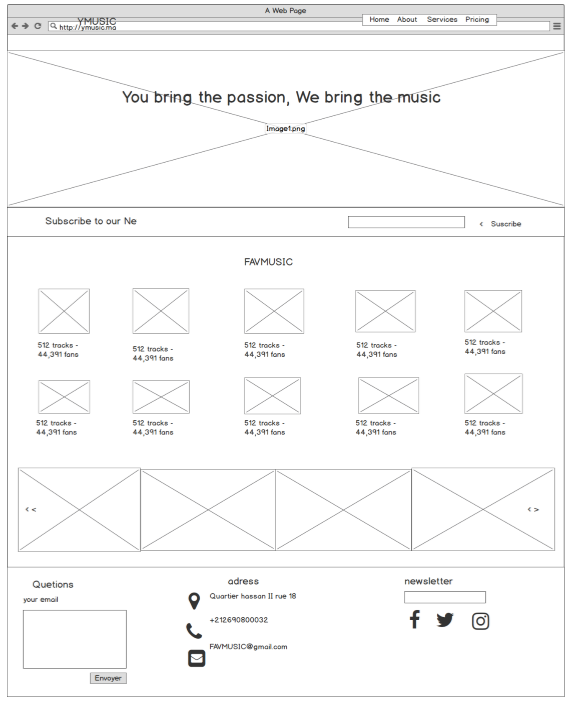 A Web Page
YMUSIC
Home About Services Pricing
http://ymusic.ma
You bring the passion, We bring the music
Image1.png
Subscribe to our Ne
< Suscribe
FAVMUSIC
512 tracks -
44,391 fans
512 tracks -
44,391 fans
512 tracks -
44,391 fans
512 tracks -
44,391 fans
512 tracks -
44,391 fans
512 tracks -
44,391 fans
512 tracks -
44,391 fans
512 tracks -
44,391 fans
512 tracks -
44,391 fans
512 tracks -
44,391 fans
< <
< >
Quetions
your email
Envoyer
adress
Quartier hassan II rue 18
+212690800032
FAVMUSIC@gmail.com
newsletter